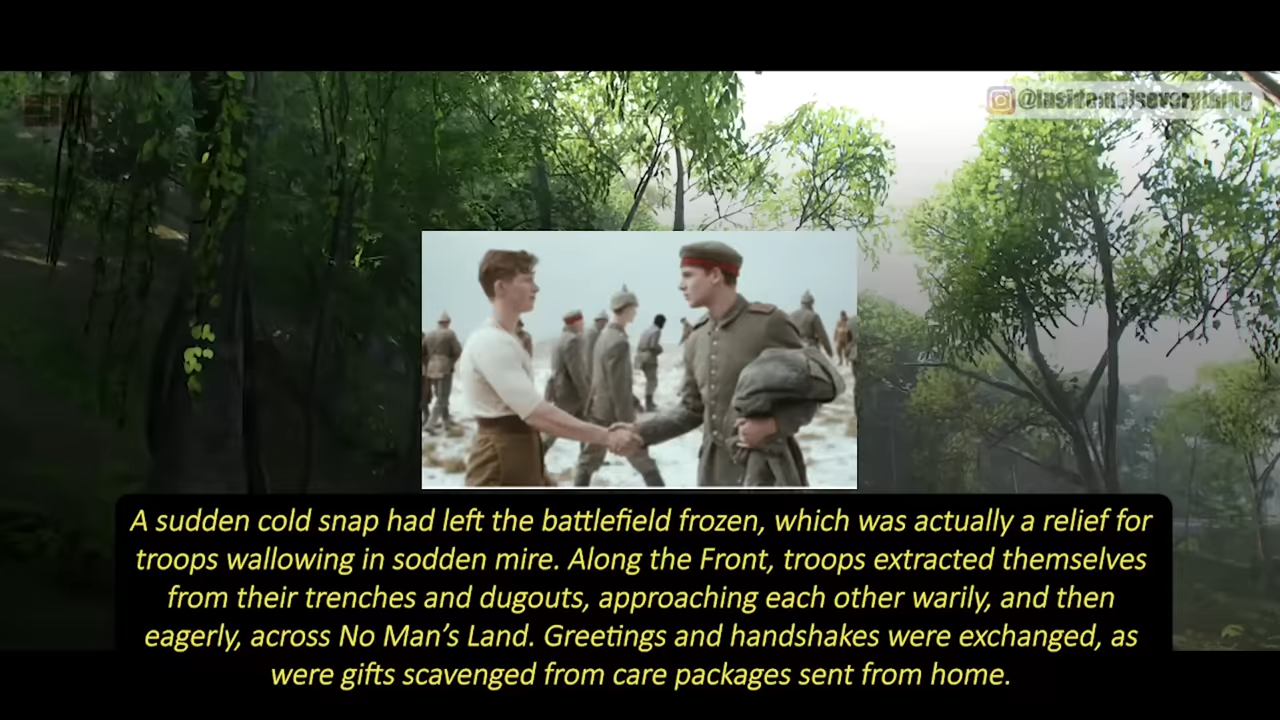 A sudden cold snap had left the battlefield frozen, which was actually a relief for
troops wallowing in sodden mire. Along the Front, troops extracted themselves
from their trenches and dugouts, approaching each other warily, and then
eagerly, across No Man’s Land. Greetings and handshakes were exchanged, as
were gifts scavenged from care packages sent from home.